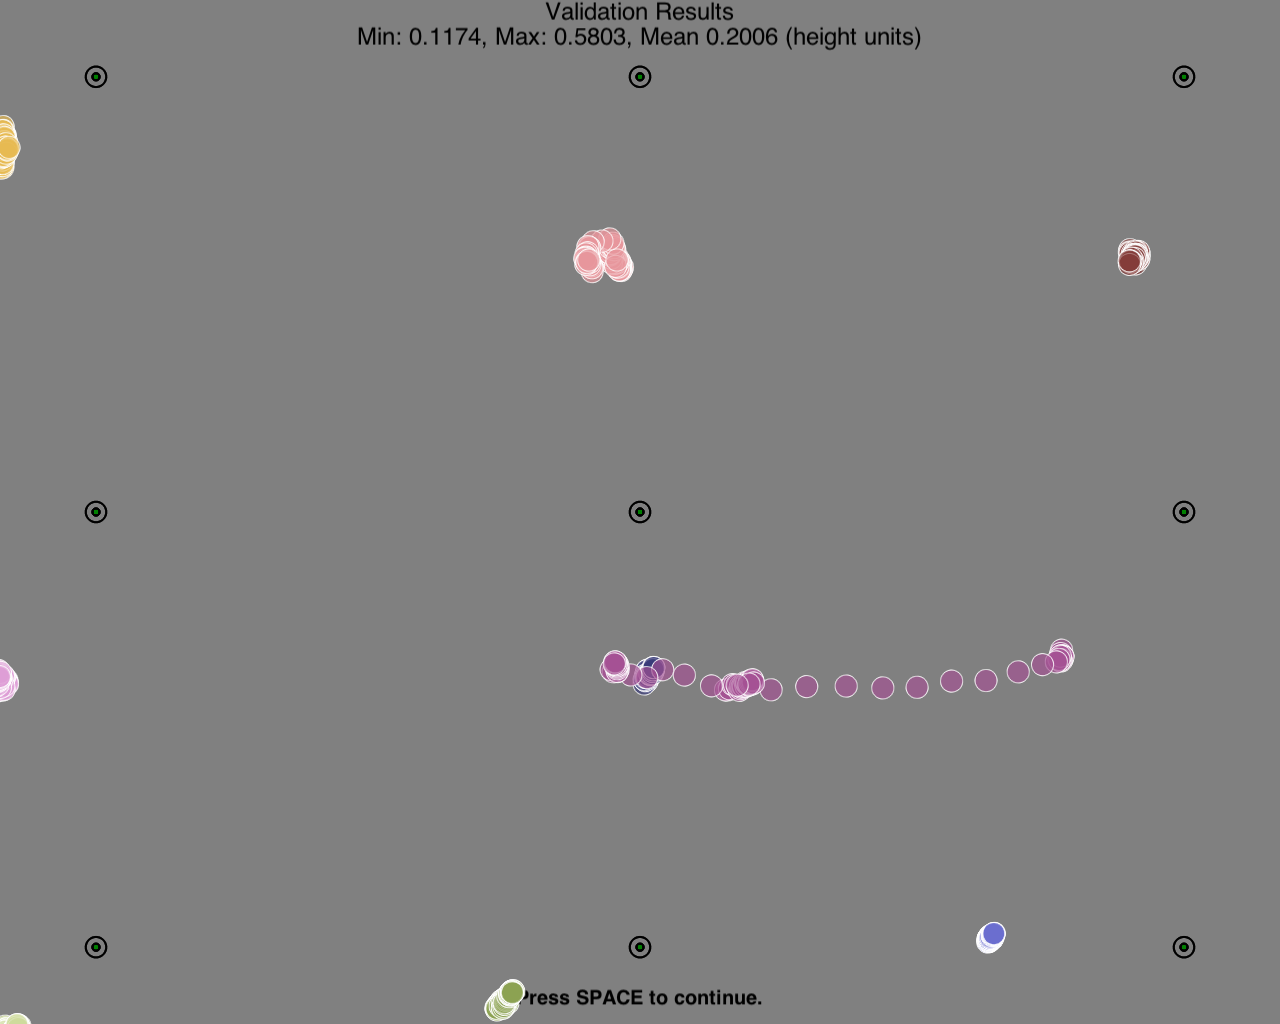 Validation Results
Min: 0.1174, Max: 0.5803, Mean 0.2006 (height units)
Press SPACE to continue.